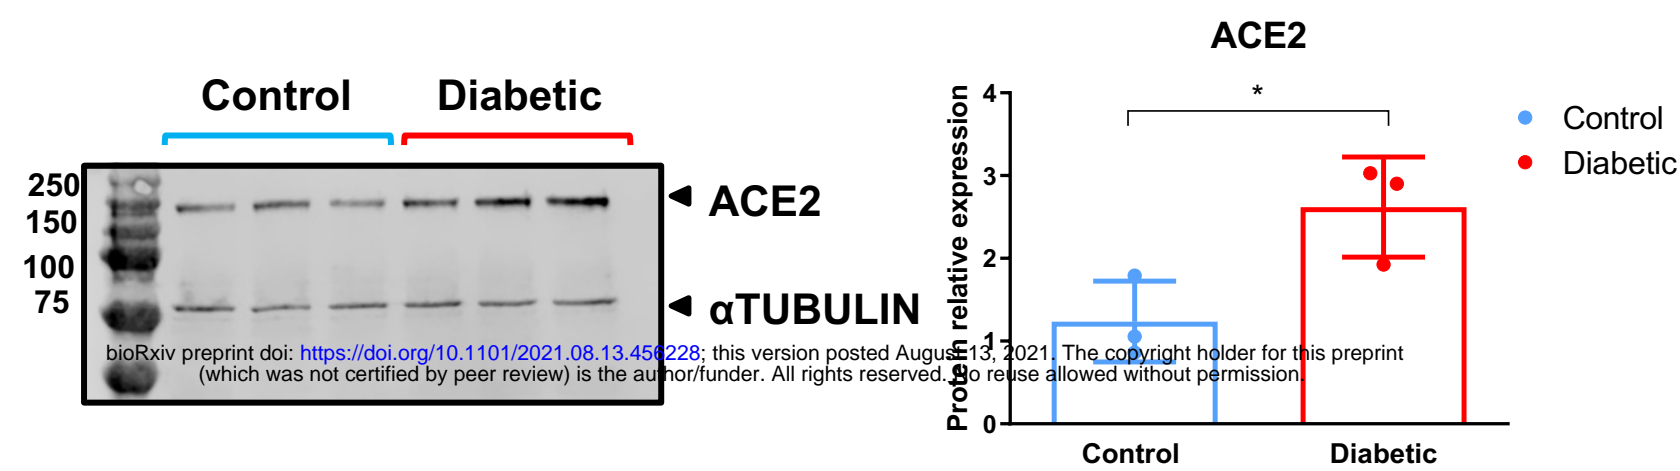 Control Diabetic
250
150
100
75
ACE2
αTUBULIN
ACE2
Protein relative expression
4
3
2
1
0
*
Control Diabetic
Control
Diabetic
bioRxiv preprint doi: https://doi.org/10.1101/2021.08.13.456228; this version posted August 13, 2021. The copyright holder for this preprint
(which was not certified by peer review) is the author/funder. All rights reserved. No reuse allowed without permission.